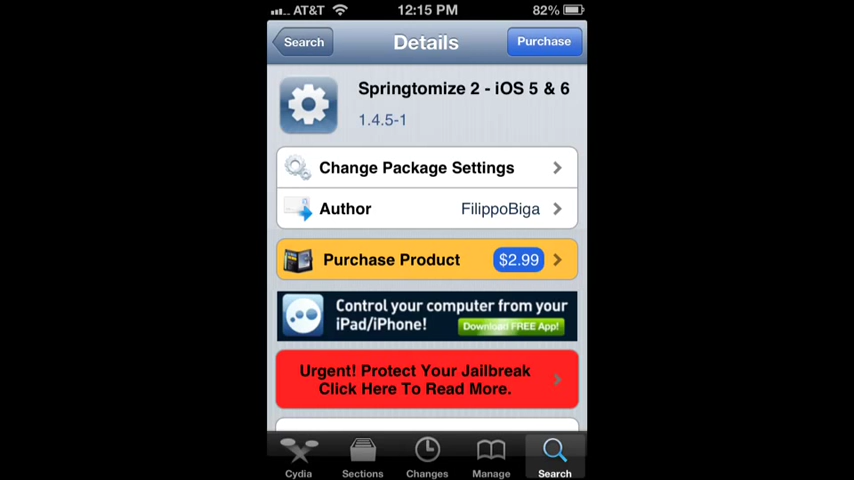 AT&T 12:15 PM 82%
Search Details Purchase
Springtomize 2 - iOS 5 & 6
1.4.5-1
Change Package Settings
Author FilippoBiga
Purchase Product $2.99
Control your computer from your
iPad/iPhone! Download FREE App!
Urgent! Protect Your Jailbreak
Click Here To Read More.
Cydia Sections Changes Manage Search